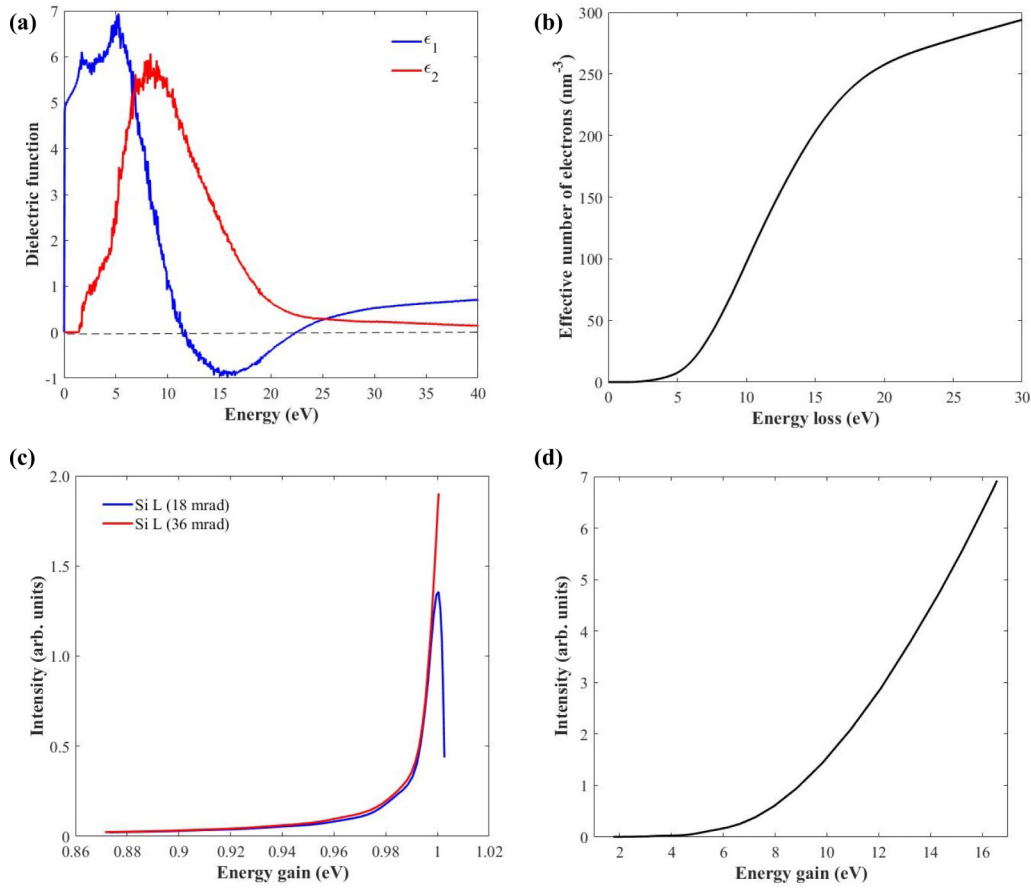 (a)
7
6
5
4
3
2
1
0
-1
Dielectric function
ϵ1
ϵ2
0 5 10 15 20 25 30 35 40
Energy (eV)
(b)
300
250
200
150
100
50
0
Effective number of electrons (nm-3)
0 5 10 15 20 25 30
Energy loss (eV)
(c)
2.0
1.5
1.0
0.5
0
Intensity (arb. units)
Si L (18 mrad)
Si L (36 mrad)
0.86 0.88 0.9 0.92 0.94 0.96 0.98 1 1.02
Energy gain (eV)
(d)
7
6
5
4
3
2
1
0
Intensity (arb. units)
2 4 6 8 10 12 14 16
Energy gain (eV)